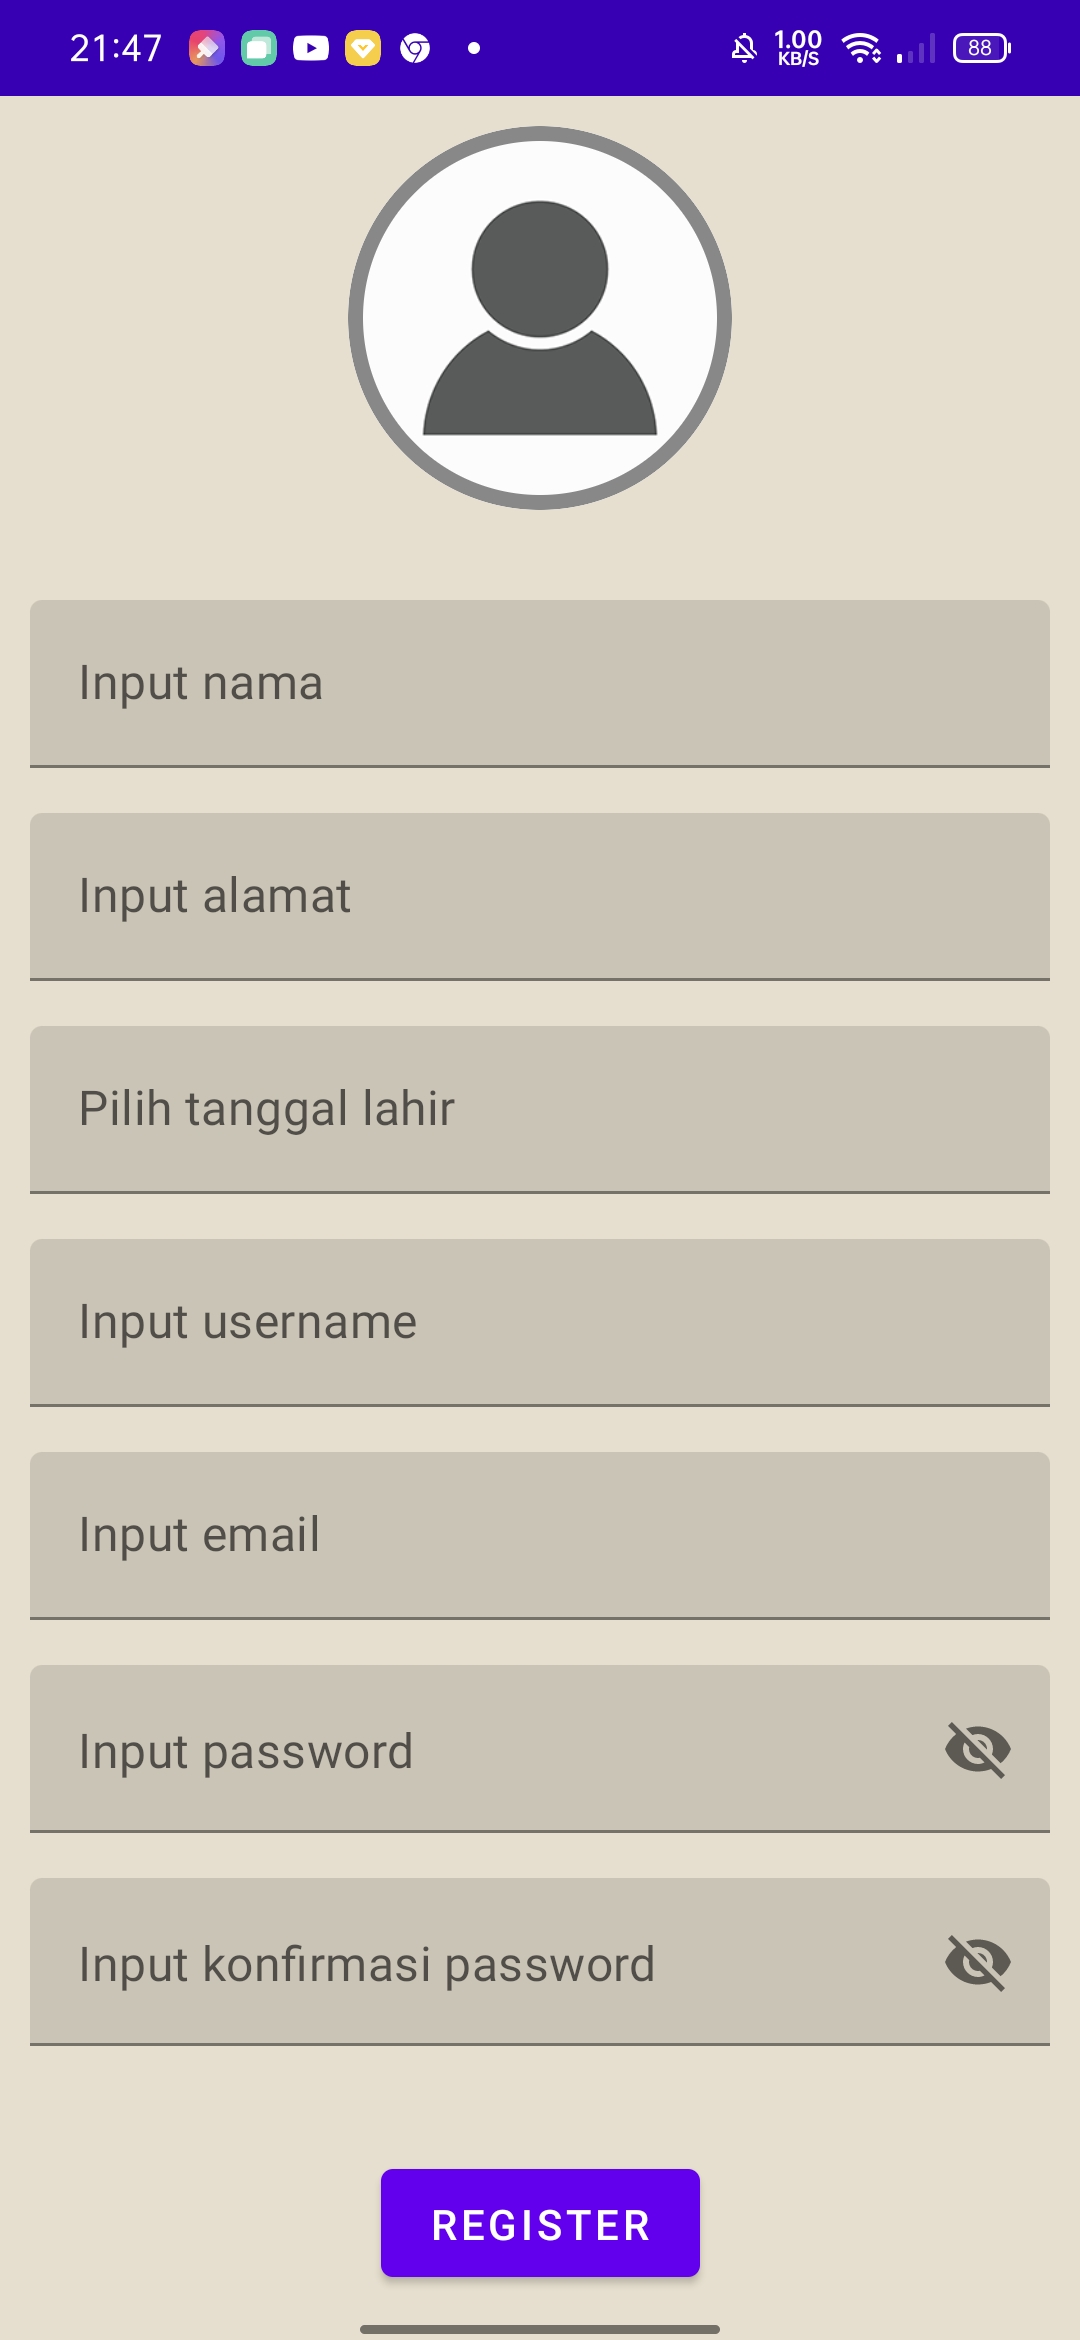 21:47
1.00
KB/S
88
Input nama
Input alamat
Pilih tanggal lahir
Input username
Input email
Input password
Input konfirmasi password
REGISTER